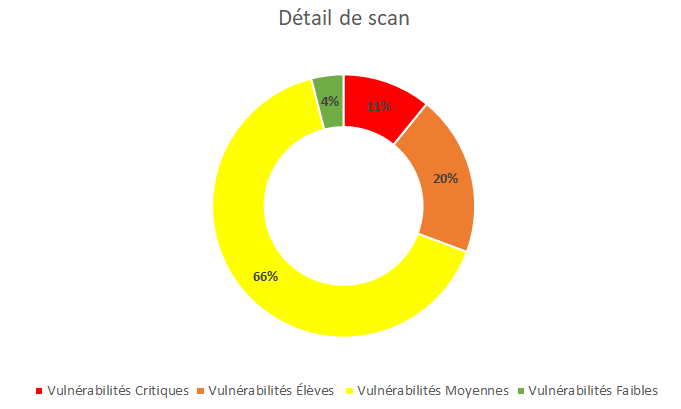 Détail de scan
4%
11%
20%
66%
Vulnérabilités Critiques
Vulnérabilités Élèves
Vulnérabilités Moyennes
Vulnérabilités Faibles